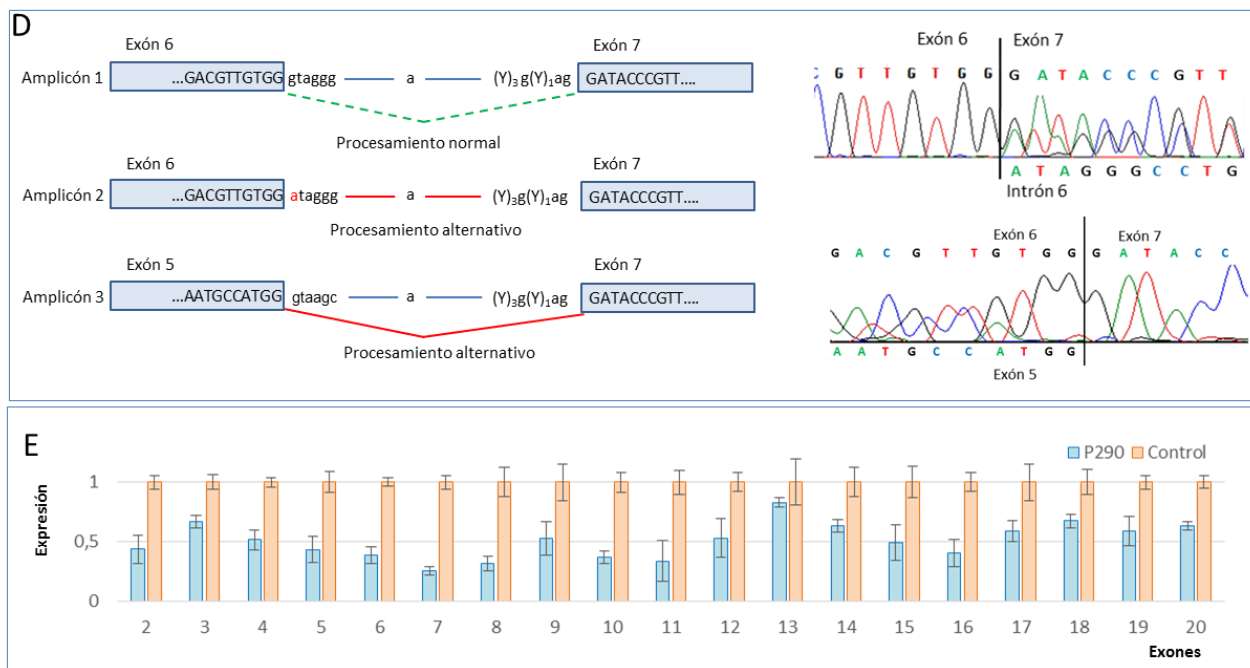 D
Exón 6
Exón 7
Amplicón 1
...GACGTTGTGG gtaggg a (Y)3g(Y)1ag GATACCCGTT....
Procesamiento normal
Exón 6
Exón 7
Amplicón 2
...GACGTTGTGG ataggg a (Y)3g(Y)1ag GATACCCGTT....
Procesamiento alternativo
Exón 5
Exón 7
Amplicón 3
...AATGCCATGG gtaagc a (Y)3g(Y)1ag GATACCCGTT....
Procesamiento alternativo
Exón 6 Exón 7
C G T T G T G G G A T A C C C G T T
A T A G G G C C T G
Intrón 6
Exón 6 Exón 7
G A C G T T G T G G G A T A C C
A A T G C C A T G G
Exón 5
E
P290 Control
Expresión
1
0,5
0
2 3 4 5 6 7 8 9 10 11 12 13 14 15 16 17 18 19 20
Exones